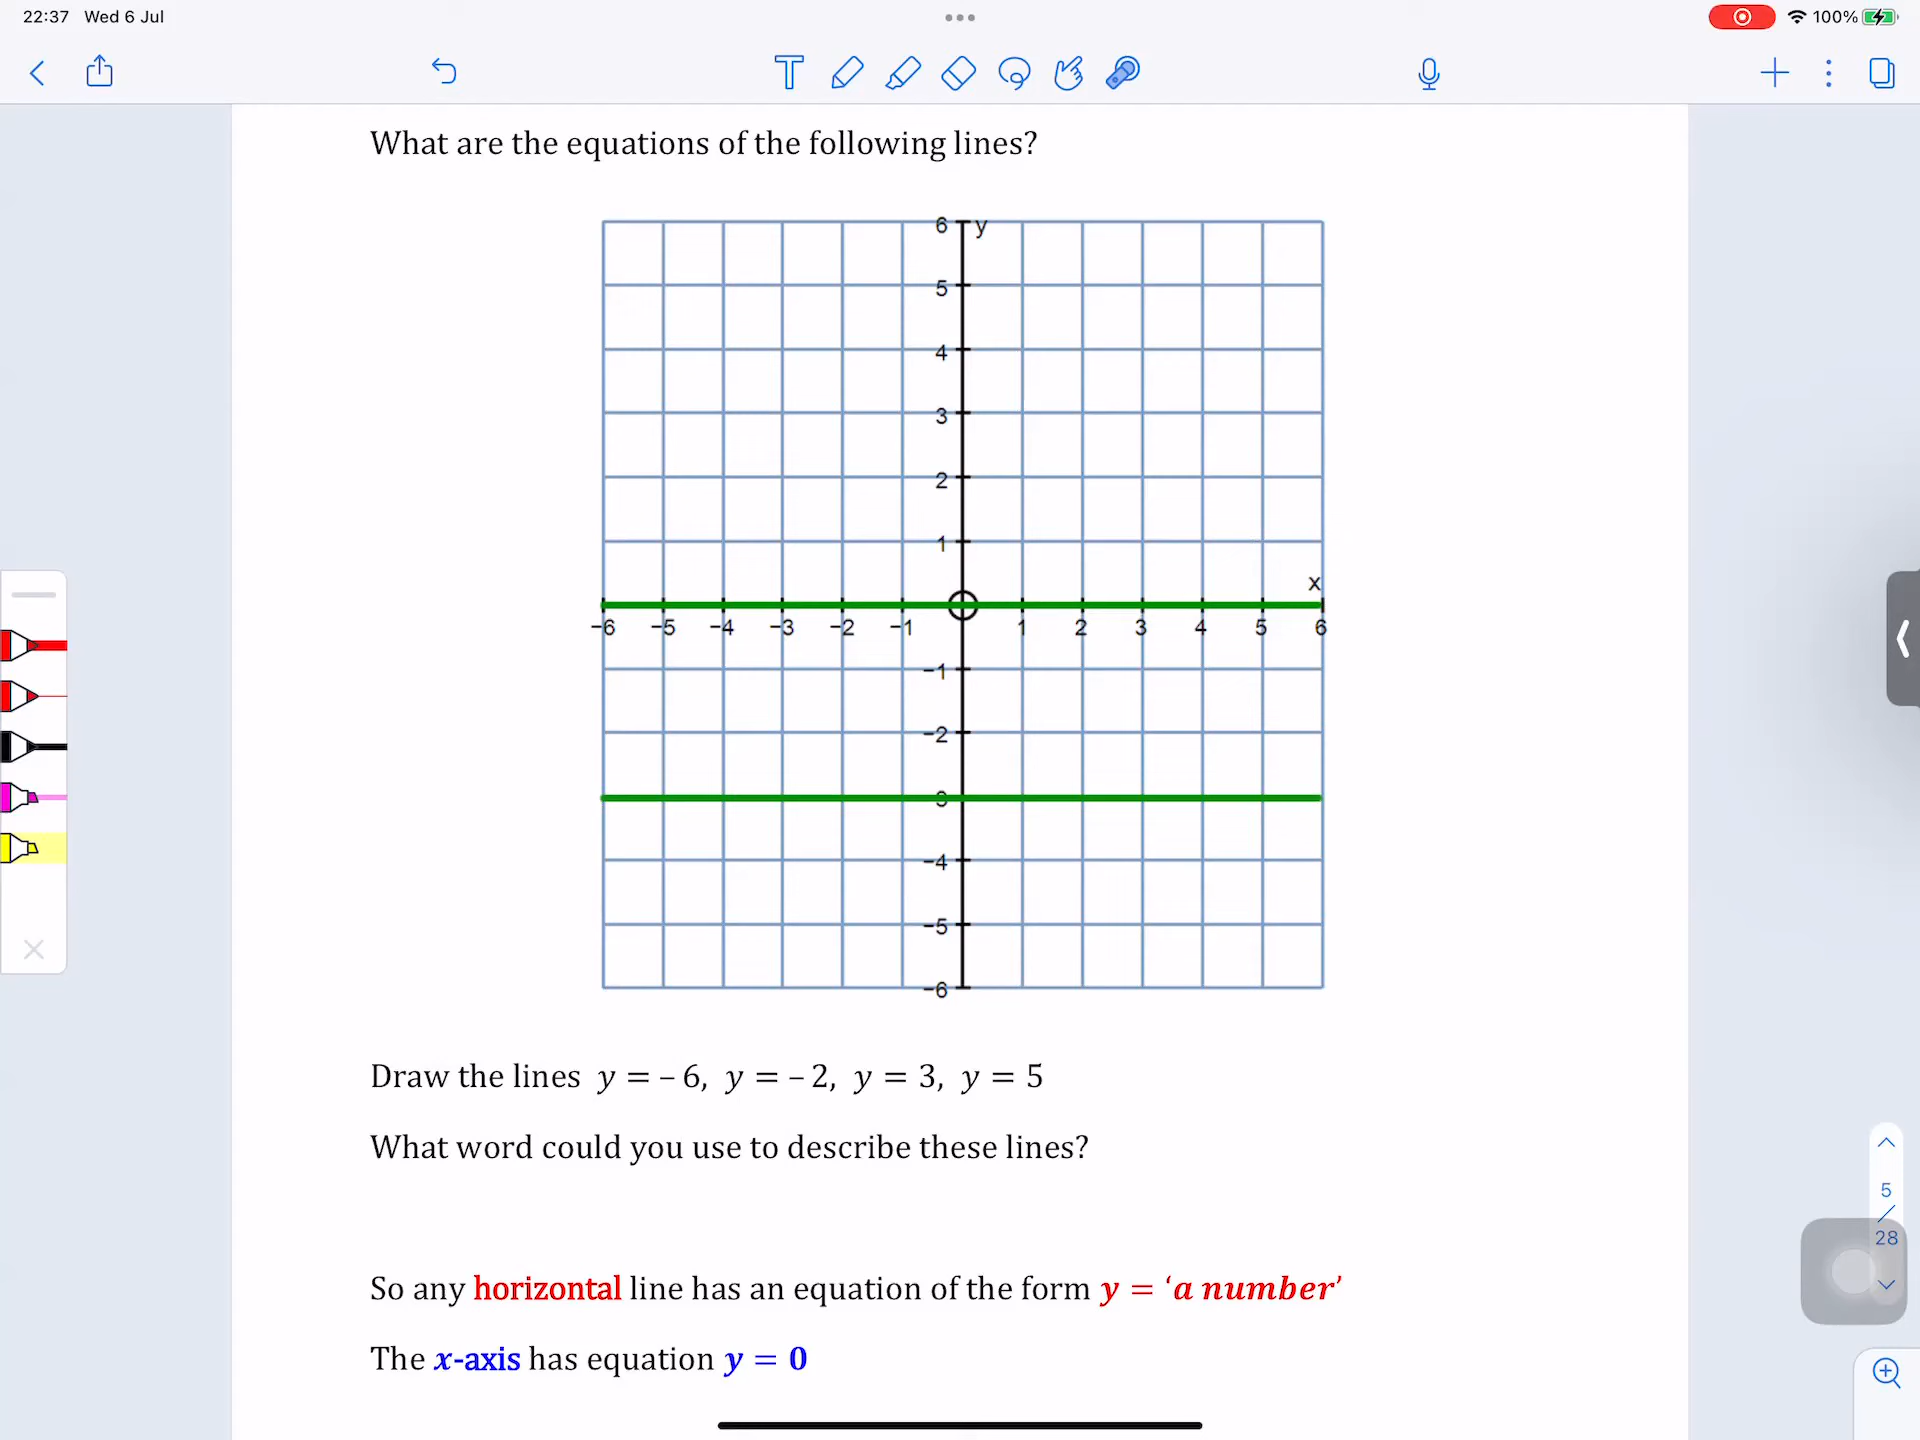 22:37 Wed 6 Jul
100%
What are the equations of the following lines?
6 y
5
4
3
2
1
x
−6 −5 −4 −3 −2 −1 1 2 3 4 5 6
−1
−2
−4
−5
−6
Draw the lines y = – 6, y = – 2, y = 3, y = 5
What word could you use to describe these lines?
So any horizontal line has an equation of the form y = ‘a number’
The x-axis has equation y = 0
5
/
28